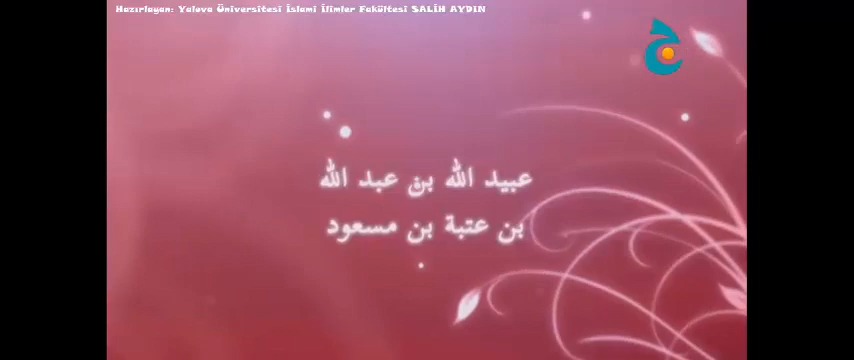 Hazırlayan: Yalova Üniversitesi İslami İlimler Fakültesi SALİH AYDIN
عبيد الله بن عبد الله
بن عتبة بن مسعود